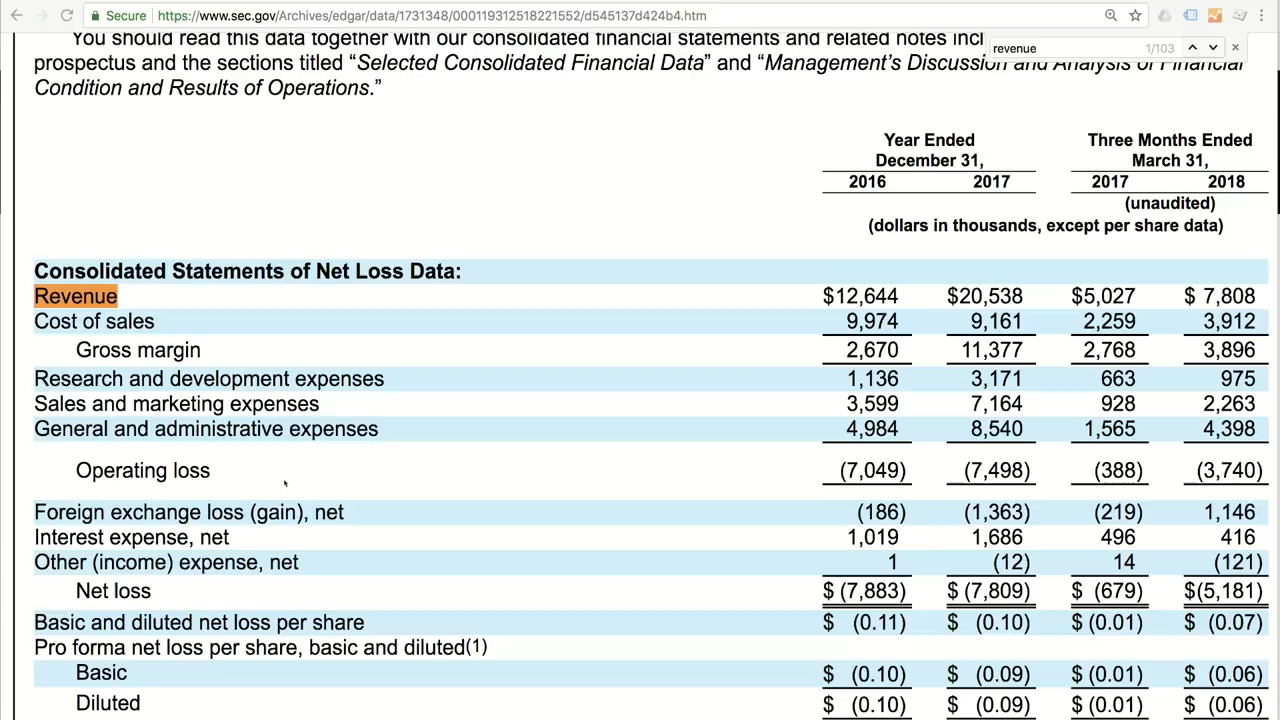 Secure https://www.sec.gov/Archives/edgar/data/1731348/000119312518221552/d545137d424b4.htm
revenue 1/103
You should read this data together with our consolidated financial statements and related notes incl
prospectus and the sections titled “Selected Consolidated Financial Data” and “Management’s Discussion and Analysis of Financial
Condition and Results of Operations.”
Year Ended Three Months Ended
December 31, March 31,
2016 2017 2017 2018
(unaudited)
(dollars in thousands, except per share data)
Consolidated Statements of Net Loss Data:
Revenue $12,644 $20,538 $5,027 $ 7,808
Cost of sales 9,974 9,161 2,259 3,912
Gross margin 2,670 11,377 2,768 3,896
Research and development expenses 1,136 3,171 663 975
Sales and marketing expenses 3,599 7,164 928 2,263
General and administrative expenses 4,984 8,540 1,565 4,398
Operating loss (7,049) (7,498) (388) (3,740)
Foreign exchange loss (gain), net (186) (1,363) (219) 1,146
Interest expense, net 1,019 1,686 496 416
Other (income) expense, net 1 (12) 14 (121)
Net loss $ (7,883) $ (7,809) $ (679) $(5,181)
Basic and diluted net loss per share $ (0.11) $ (0.10) $ (0.01) $ (0.07)
Pro forma net loss per share, basic and diluted(1)
Basic $ (0.10) $ (0.09) $ (0.01) $ (0.06)
Diluted $ (0.10) $ (0.09) $ (0.01) $ (0.06)